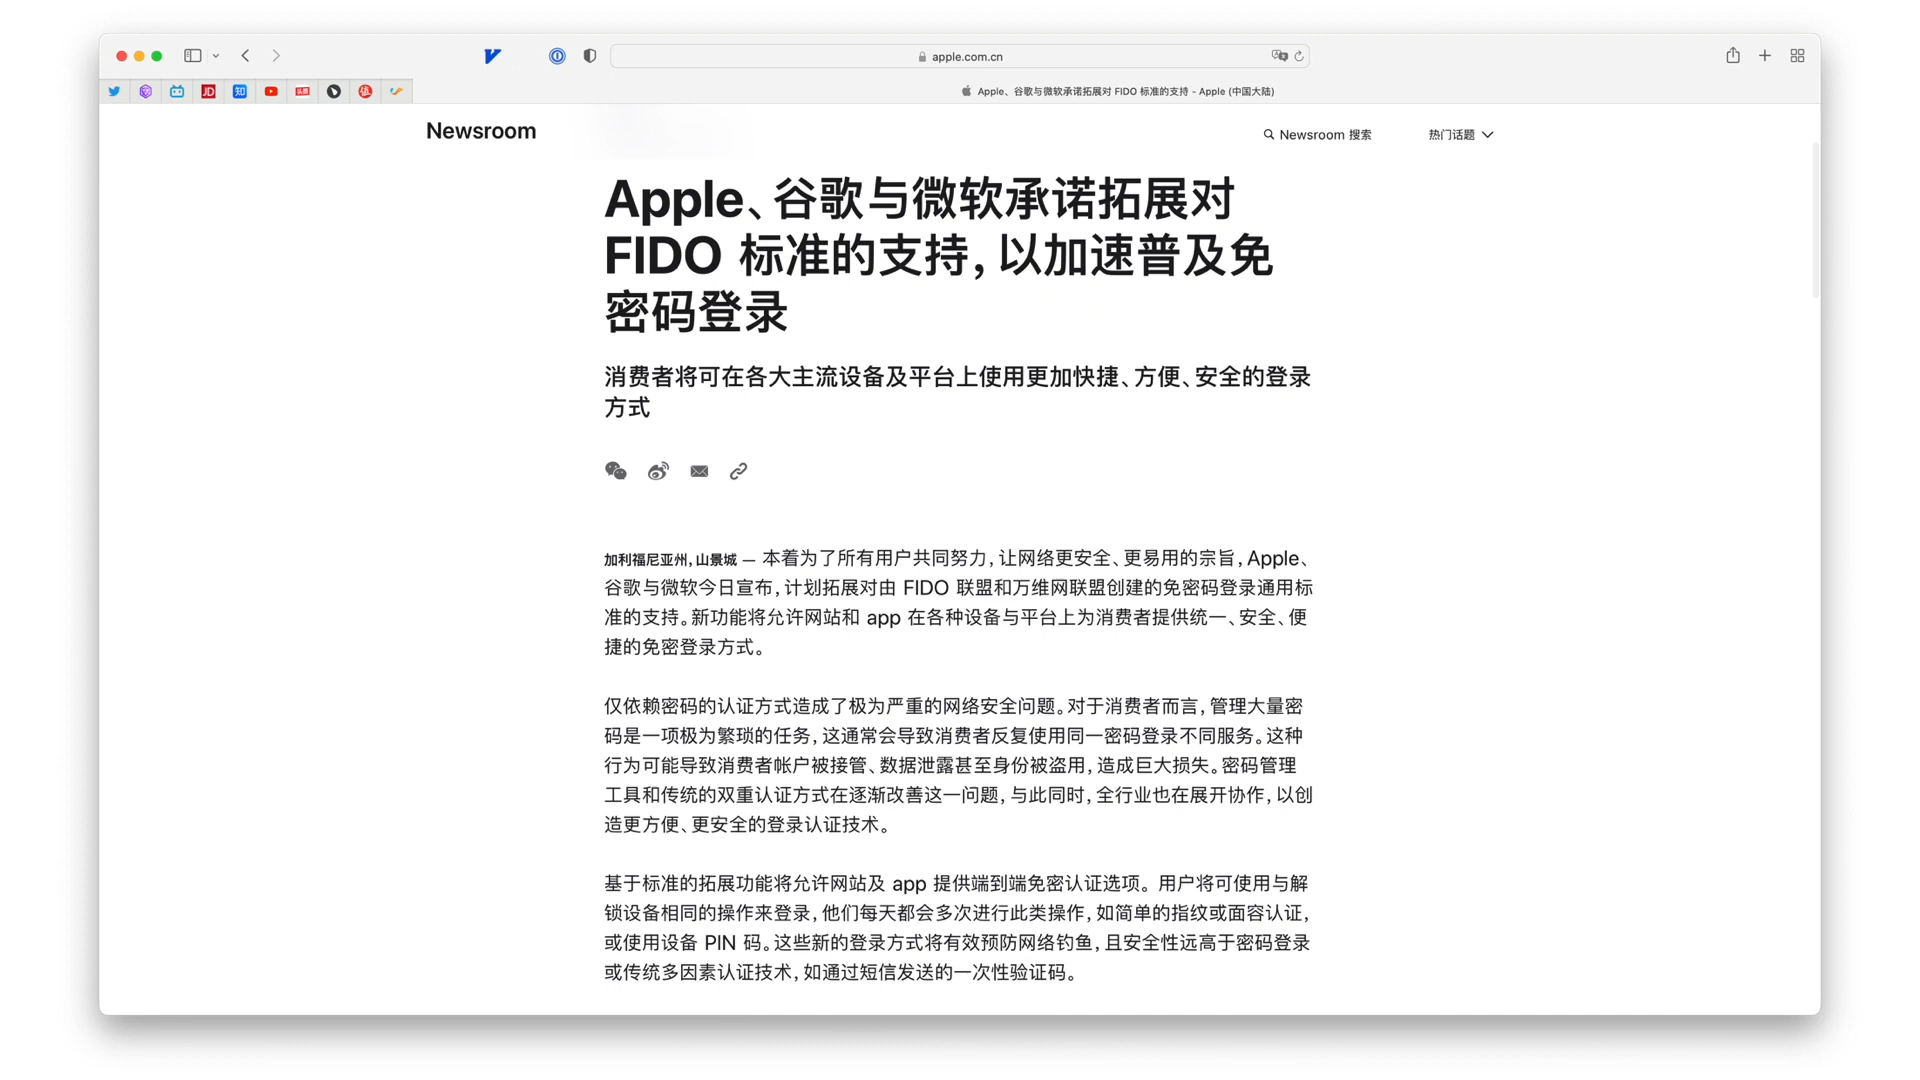 apple.com.cn
JD
知
头条
值
Apple、谷歌与微软承诺拓展对 FIDO 标准的支持 - Apple (中国大陆)
Newsroom
Newsroom 搜索
热门话题
Apple、谷歌与微软承诺拓展对
FIDO 标准的支持，以加速普及免
密码登录
消费者将可在各大主流设备及平台上使用更加快捷、方便、安全的登录
方式
加利福尼亚州，山景城 — 本着为了所有用户共同努力，让网络更安全、更易用的宗旨，Apple、
谷歌与微软今日宣布，计划拓展对由 FIDO 联盟和万维网联盟创建的免密码登录通用标
准的支持。新功能将允许网站和 app 在各种设备与平台上为消费者提供统一、安全、便
捷的免密登录方式。
仅依赖密码的认证方式造成了极为严重的网络安全问题。对于消费者而言，管理大量密
码是一项极为繁琐的任务，这通常会导致消费者反复使用同一密码登录不同服务。这种
行为可能导致消费者帐户被接管、数据泄露甚至身份被盗用，造成巨大损失。密码管理
工具和传统的双重认证方式在逐渐改善这一问题，与此同时，全行业也在展开协作，以创
造更方便、更安全的登录认证技术。
基于标准的拓展功能将允许网站及 app 提供端到端免密认证选项。用户将可使用与解
锁设备相同的操作来登录，他们每天都会多次进行此类操作，如简单的指纹或面容认证，
或使用设备 PIN 码。这些新的登录方式将有效预防网络钓鱼，且安全性远高于密码登录
或传统多因素认证技术，如通过短信发送的一次性验证码。